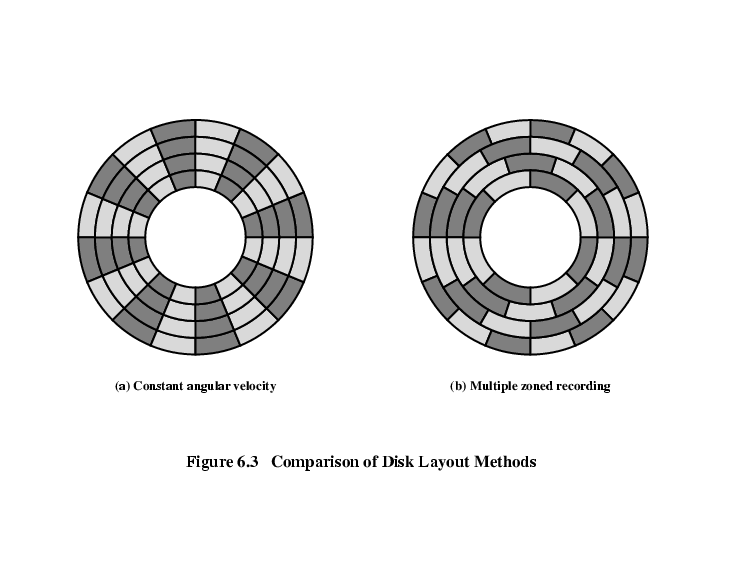 (a) Constant angular velocity
(b) Multiple zoned recording
Figure 6.3 Comparison of Disk Layout Methods